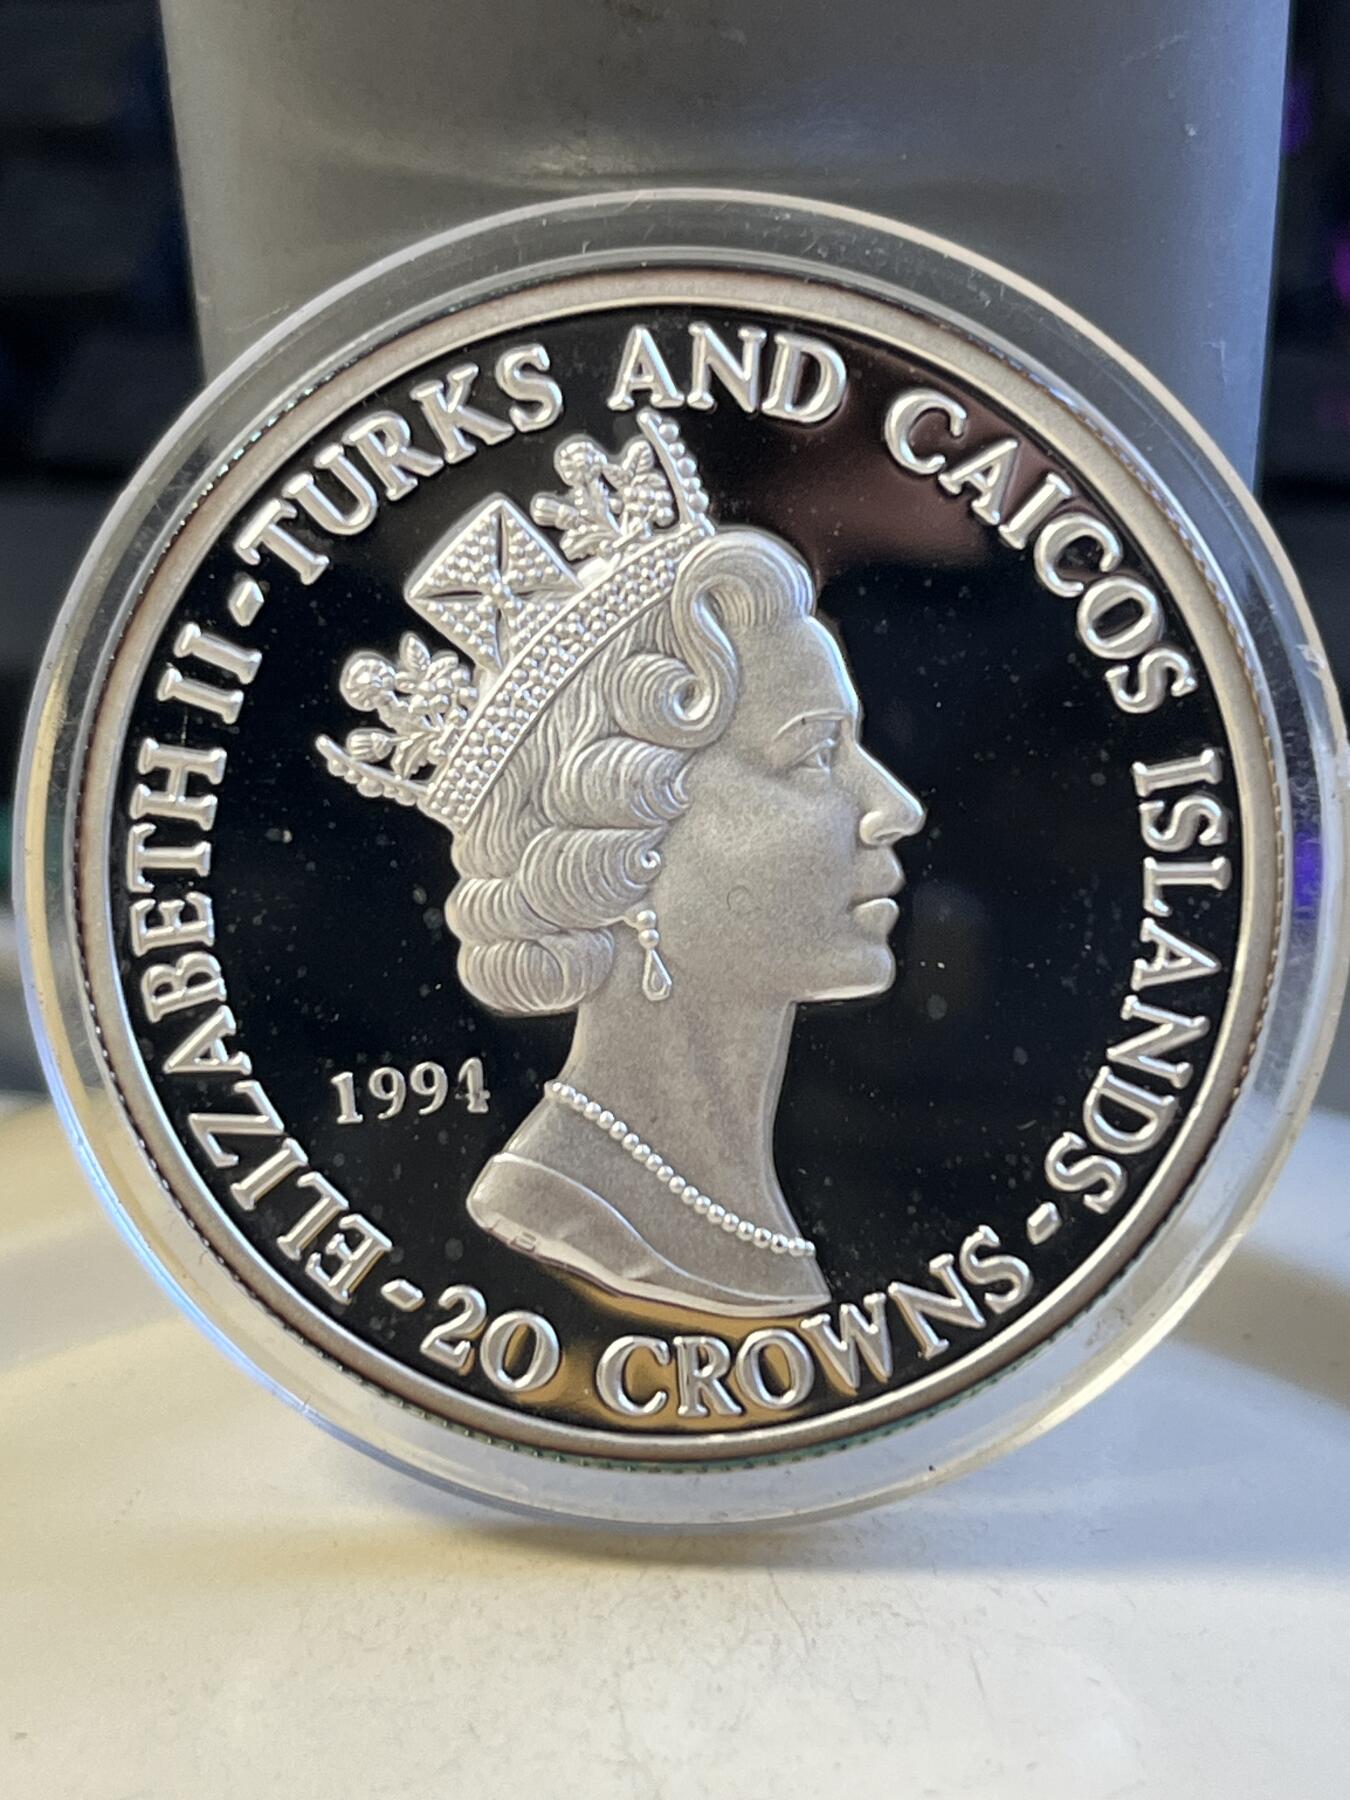 ELIZABETH II - TURKS AND CAICOS ISLANDS -
- 20 CROWNS
1994